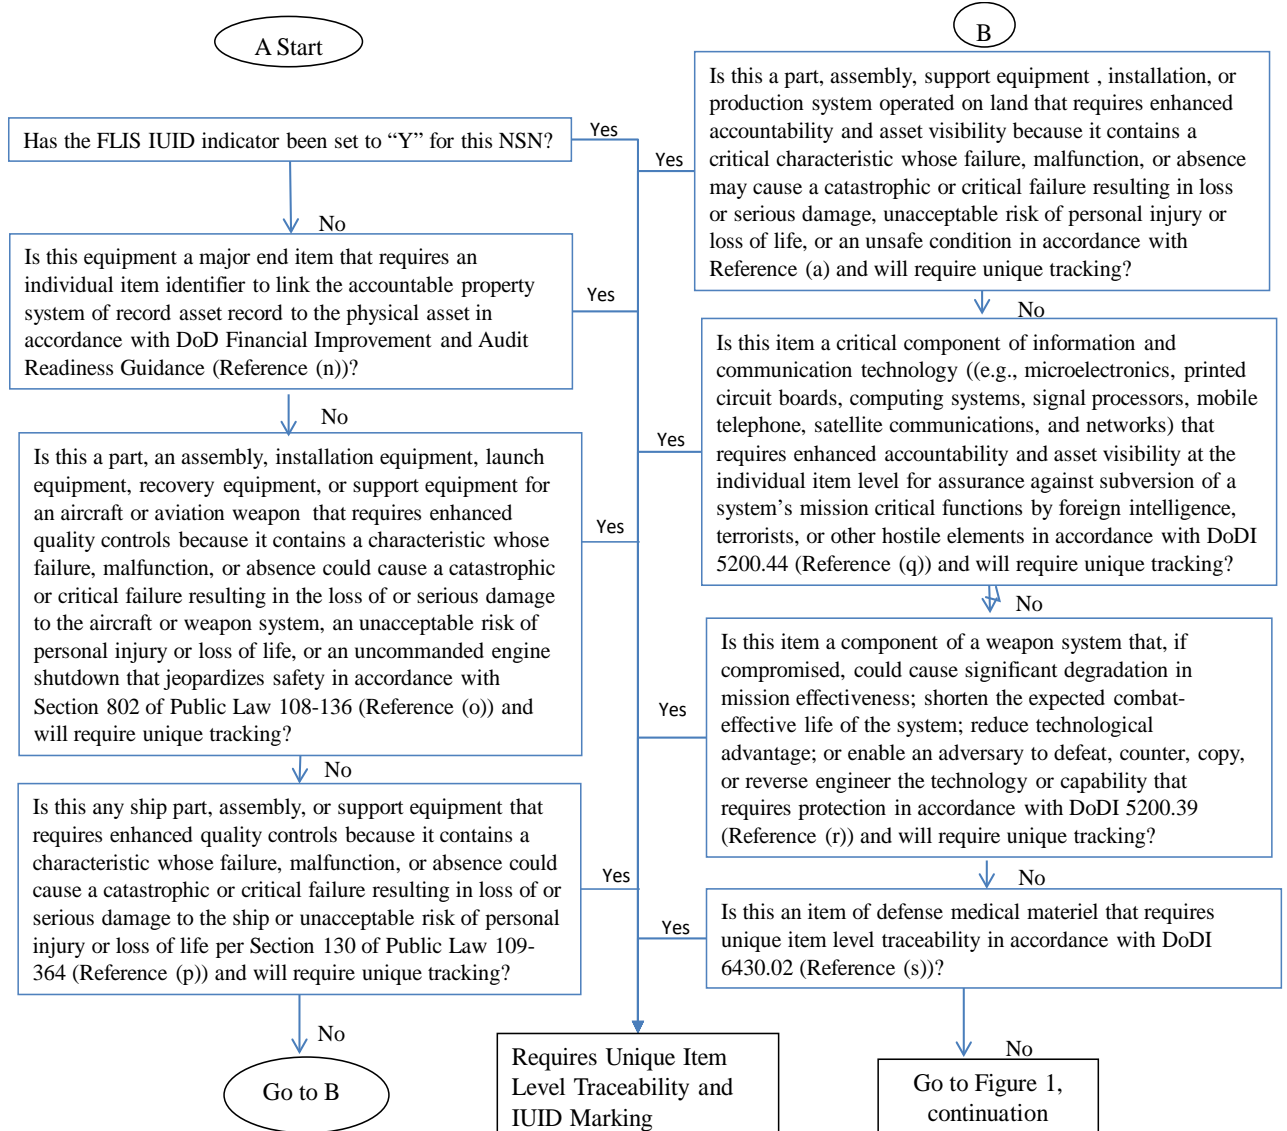 A Start
Has the FLIS IUID indicator been set to “Y” for this NSN?
Yes
No
Is this equipment a major end item that requires an
individual item identifier to link the accountable property
system of record asset record to the physical asset in
accordance with DoD Financial Improvement and Audit
Readiness Guidance (Reference (n))?
Yes
No
Is this a part, an assembly, installation equipment, launch
equipment, recovery equipment, or support equipment for
an aircraft or aviation weapon that requires enhanced
quality controls because it contains a characteristic whose
failure, malfunction, or absence could cause a catastrophic
or critical failure resulting in the loss of or serious damage
to the aircraft or weapon system, an unacceptable risk of
personal injury or loss of life, or an uncommanded engine
shutdown that jeopardizes safety in accordance with
Section 802 of Public Law 108-136 (Reference (o)) and
will require unique tracking?
Yes
No
Is this any ship part, assembly, or support equipment that
requires enhanced quality controls because it contains a
characteristic whose failure, malfunction, or absence could
cause a catastrophic or critical failure resulting in loss of or
serious damage to the ship or unacceptable risk of personal
injury or loss of life per Section 130 of Public Law 109-
364 (Reference (p)) and will require unique tracking?
Yes
No
Go to B
B
Is this a part, assembly, support equipment , installation, or
production system operated on land that requires enhanced
accountability and asset visibility because it contains a
critical characteristic whose failure, malfunction, or absence
may cause a catastrophic or critical failure resulting in loss
or serious damage, unacceptable risk of personal injury or
loss of life, or an unsafe condition in accordance with
Reference (a) and will require unique tracking?
Yes
No
Is this item a critical component of information and
communication technology ((e.g., microelectronics, printed
circuit boards, computing systems, signal processors, mobile
telephone, satellite communications, and networks) that
requires enhanced accountability and asset visibility at the
individual item level for assurance against subversion of a
system’s mission critical functions by foreign intelligence,
terrorists, or other hostile elements in accordance with DoDI
5200.44 (Reference (q)) and will require unique tracking?
Yes
No
Is this item a component of a weapon system that, if
compromised, could cause significant degradation in
mission effectiveness; shorten the expected combat-
effective life of the system; reduce technological
advantage; or enable an adversary to defeat, counter, copy,
or reverse engineer the technology or capability that
requires protection in accordance with DoDI 5200.39
(Reference (r)) and will require unique tracking?
Yes
No
Is this an item of defense medical materiel that requires
unique item level traceability in accordance with DoDI
6430.02 (Reference (s))?
Yes
No
Requires Unique Item
Level Traceability and
IUID Marking
Go to Figure 1,
continuation